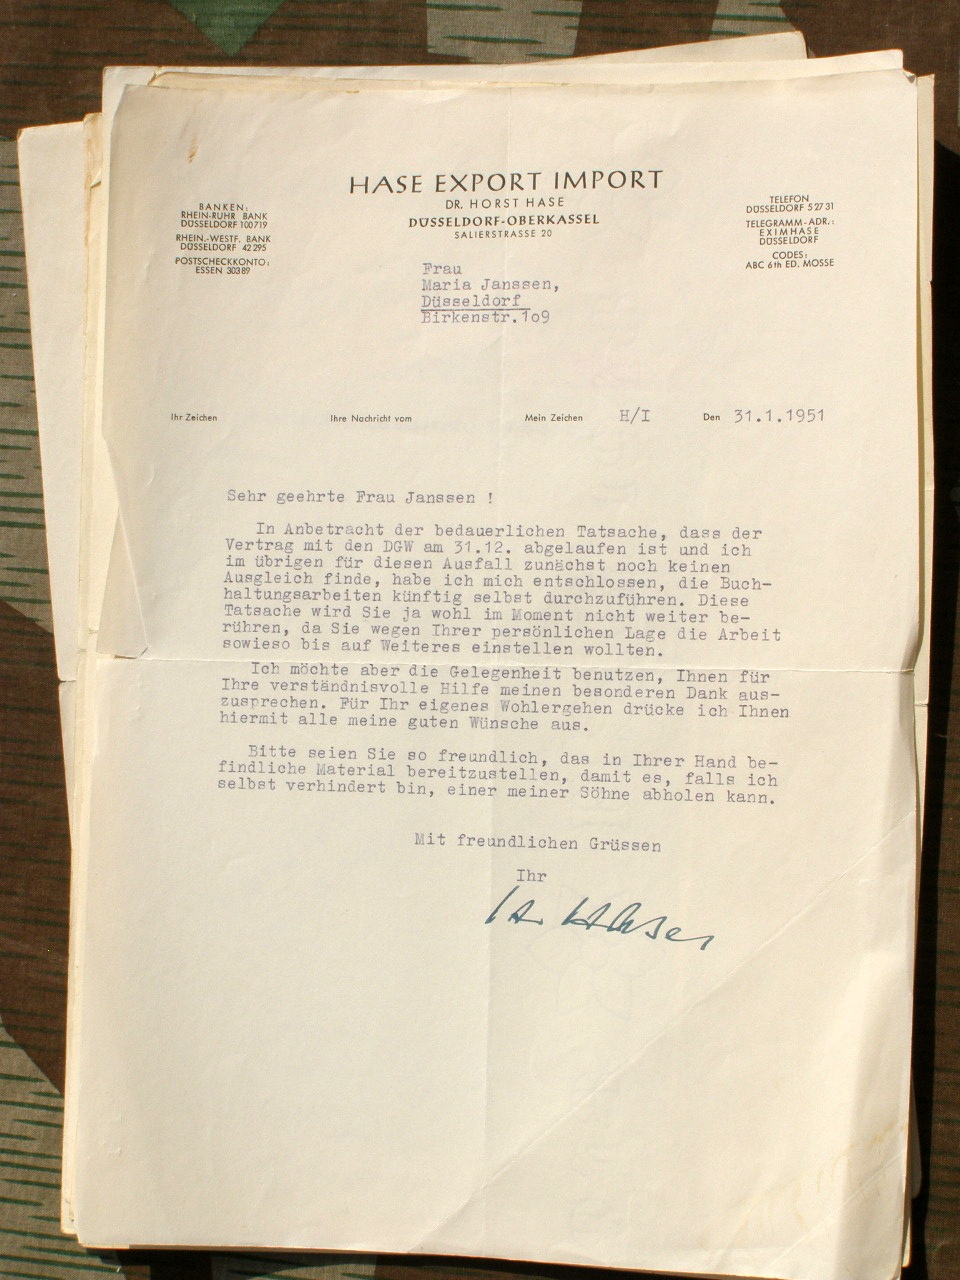 HASE EXPORT IMPORT
DR. HORST HASE
DÜSSELDORF-OBERKASSEL
SALIERSTRASSE 20
BANKEN:
RHEIN-RUHR BANK
DÜSSELDORF 100719
RHEIN.-WESTF. BANK
DÜSSELDORF 42295
POSTSCHECKKONTO:
ESSEN 30389
TELEFON
DÜSSELDORF 52731
TELEGRAMM-ADR.:
EXIMHASE
DÜSSELDORF
CODES:
ABC 6th ED. MOSSE
Frau
Maria Janssen,
Düsseldorf
Birkenstr.1o9
Ihr Zeichen Ihre Nachricht vom Mein Zeichen H/I Den 31.1.1951
Sehr geehrte Frau Janssen !
In Anbetracht der bedauerlichen Tatsache, dass der
Vertrag mit den DGW am 31.12. abgelaufen ist und ich
im übrigen für diesen Ausfall zunächst noch keinen
Ausgleich finde, habe ich mich entschlossen, die Buch-
haltungsarbeiten künftig selbst durchzuführen. Diese
Tatsache wird Sie ja wohl im Moment nicht weiter be-
rühren, da Sie wegen Ihrer persönlichen Lage die Arbeit
sowieso bis auf Weiteres einstellen wollten.
Ich möchte aber die Gelegenheit benutzen, Ihnen für
Ihre verständnisvolle Hilfe meinen besonderen Dank aus-
zusprechen. Für Ihr eigenes Wohlergehen drücke ich Ihnen
hiermit alle meine guten Wünsche aus.
Bitte seien Sie so freundlich, das in Ihrer Hand be-
findliche Material bereitzustellen, damit es, falls ich
selbst verhindert bin, einer meiner Söhne abholen kann.
Mit freundlichen Grüssen
Ihr